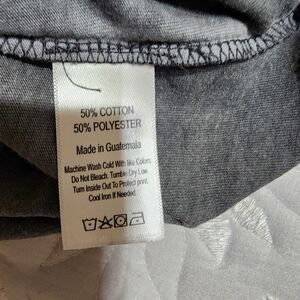 50% COTTON
50% POLYESTER
Made in Guatemala
Machine Wash Cold With like Colors
Do Not Bleach. Tumble Dry Low
Turn Inside Out To Protect print.
Cool Iron If Needed.